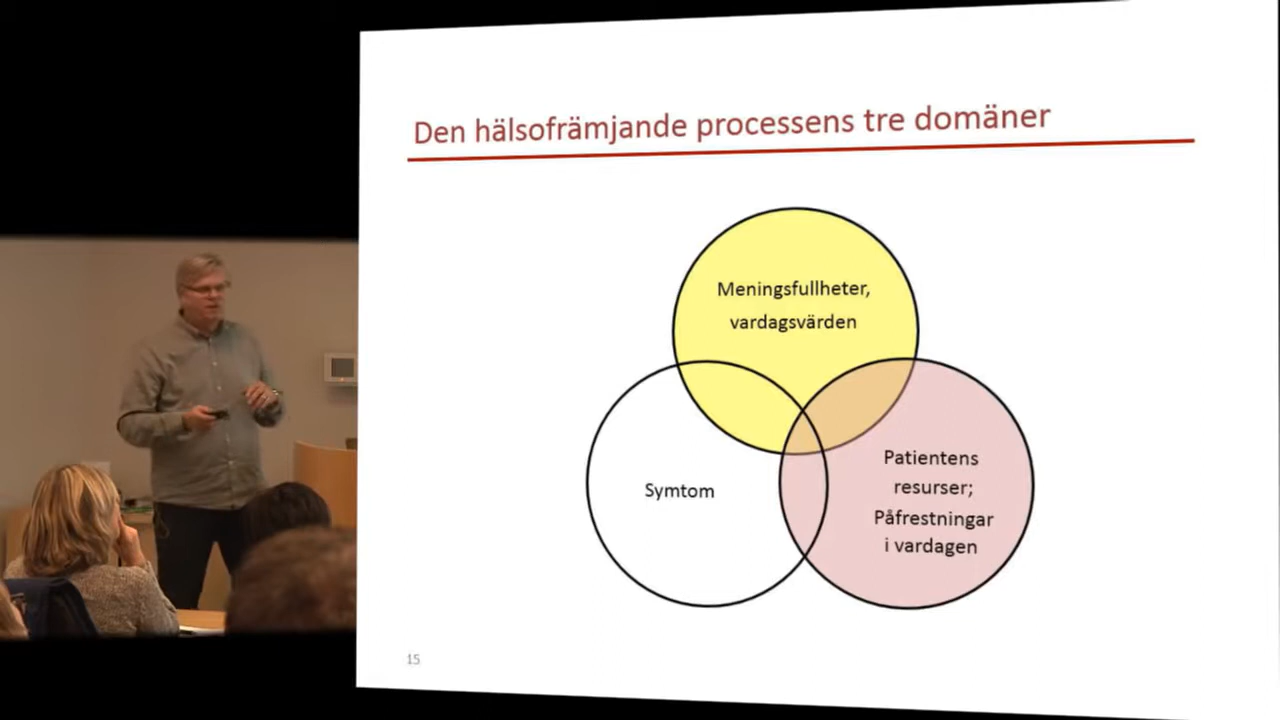 Den hälsofrämjande processens tre domäner
Meningsfullheter,
vardagsvärden
Symtom
Patientens
resurser;
Påfrestningar
i vardagen
15